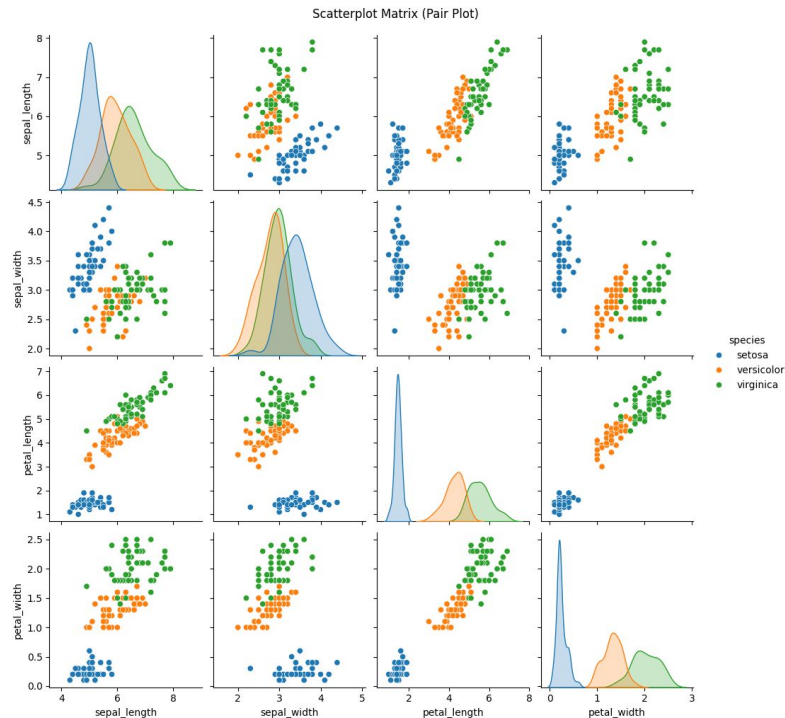 Scatterplot Matrix (Pair Plot)
8
7
6
5
sepal_length
4.5
4.0
3.5
3.0
2.5
2.0
sepal_width
species
setosa
versicolor
virginica
7
6
5
4
3
2
1
petal_length
2.5
2.0
1.5
1.0
0.5
0.0
petal_width
4 6 8 2 3 4 5 0 2 4 6 8 0 1 2 3
sepal_length sepal_width petal_length petal_width